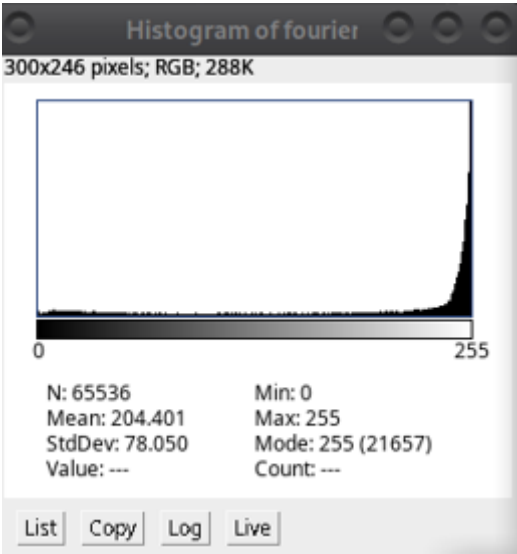 Histogram of fourier
300x246 pixels; RGB; 288K
0 255
N: 65536 Min: 0
Mean: 204.401 Max: 255
StdDev: 78.050 Mode: 255 (21657)
Value: --- Count: ---
List Copy Log Live